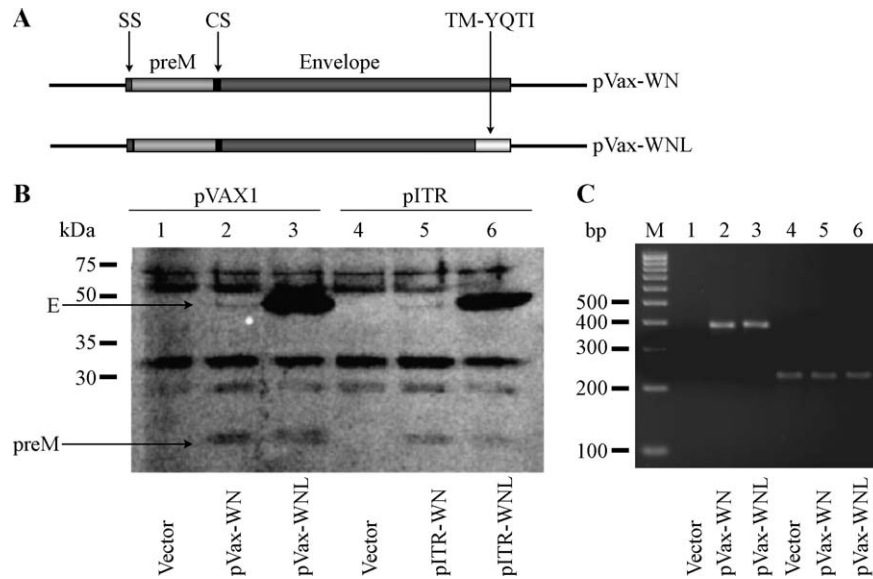 A
SS CS TM-YQTI
preM Envelope
pVax-WN
pVax-WNL
B
pVAX1 pITR
kDa 1 2 3 4 5 6
75
50
E
35
30
preM
Vector
pVax-WN
pVax-WNL
Vector
pITR-WN
pITR-WNL
C
bp M 1 2 3 4 5 6
500
400
300
200
100
Vector
pVax-WN
pVax-WNL
Vector
pVax-WN
pVax-WNL